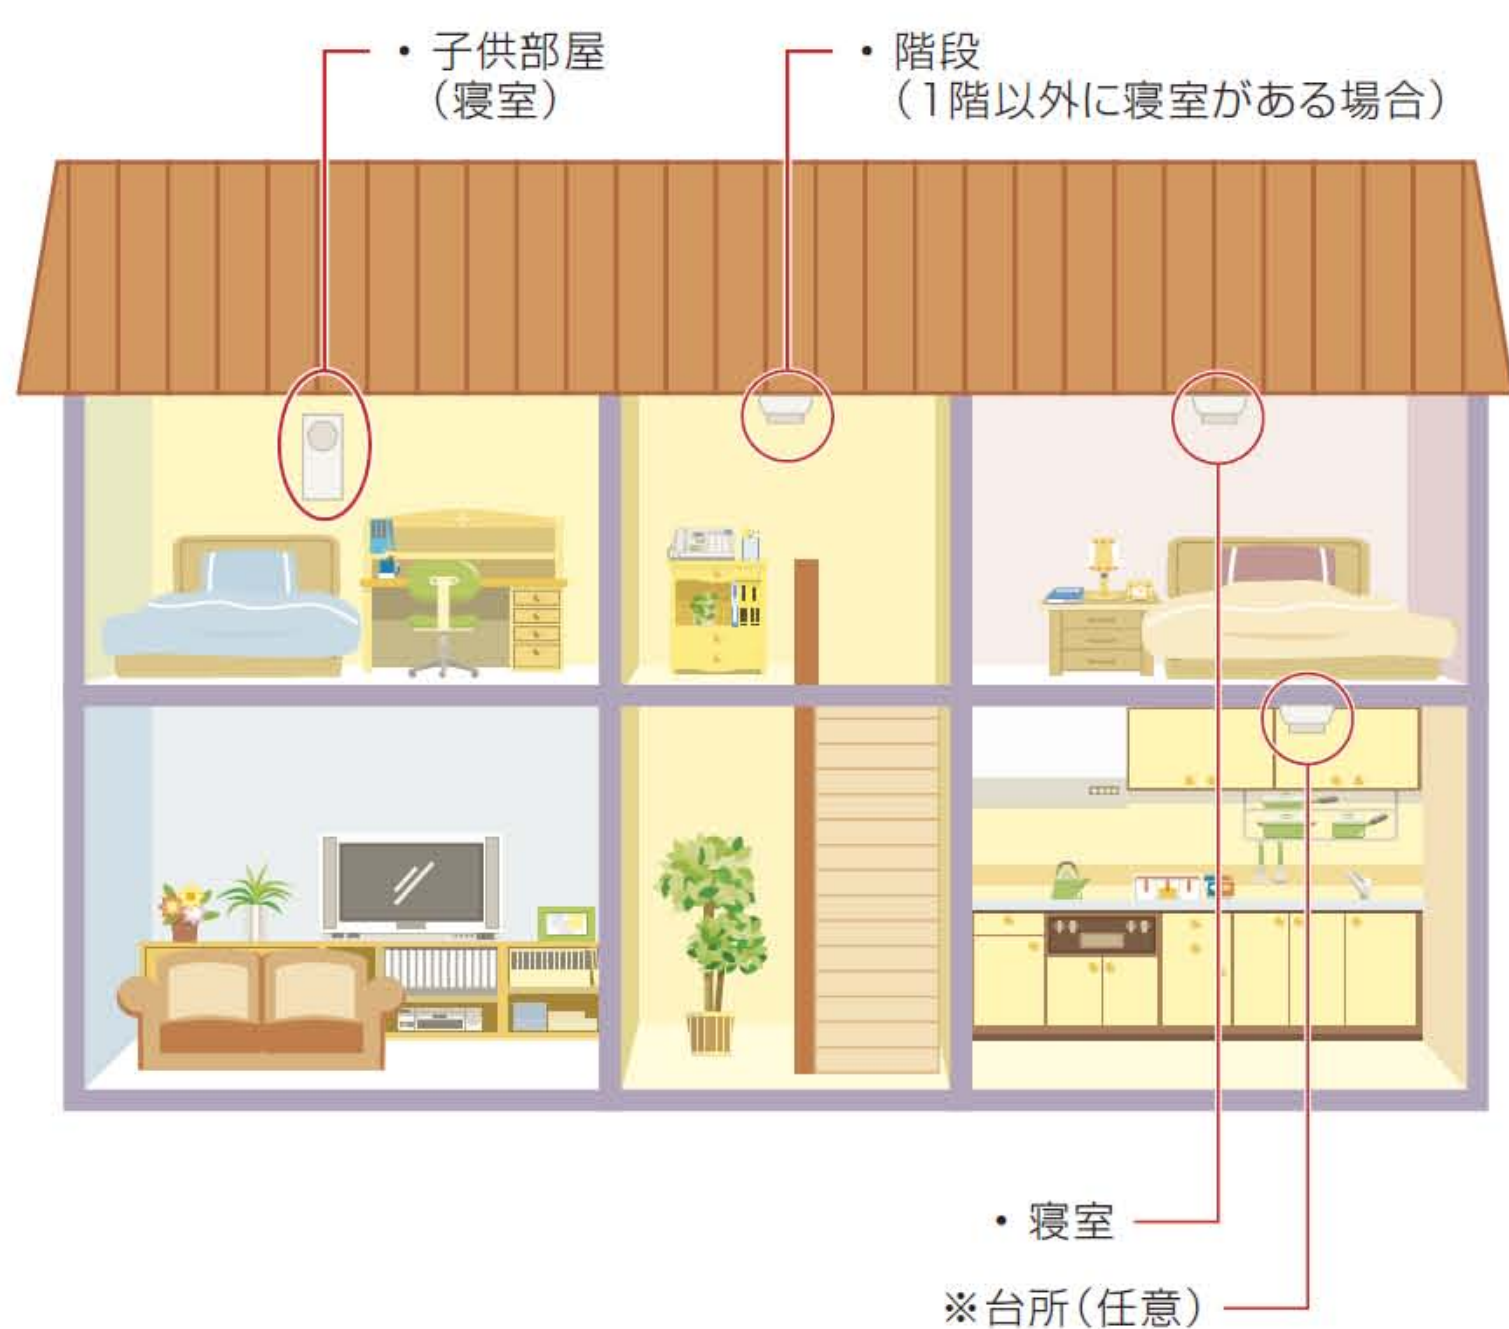 ・子供部屋
（寝室）
・階段
（1階以外に寝室がある場合）
・寝室
※台所（任意）